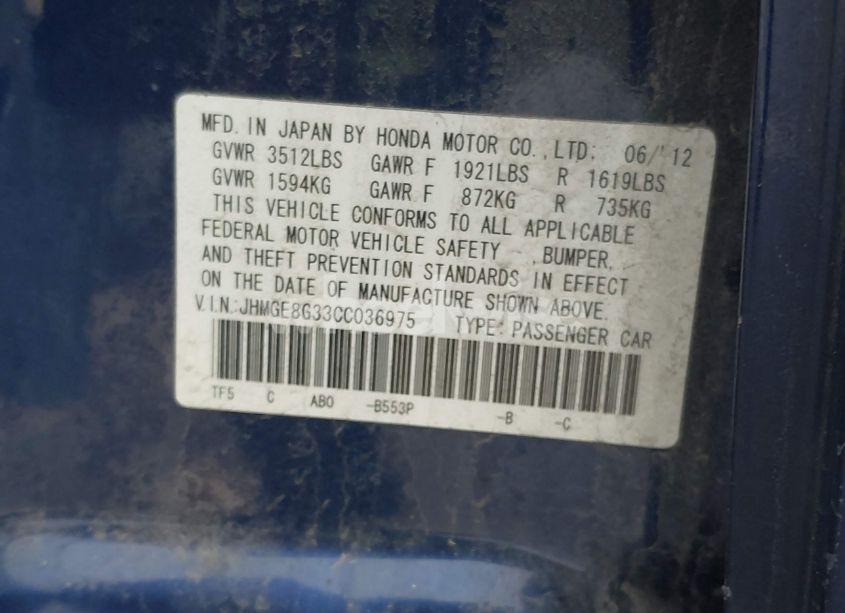 MFD. IN JAPAN BY HONDA MOTOR CO.,LTD. 06/'12
GVWR 3512LBS GAWR F 1921LBS R 1619LBS
GVWR 1594KG GAWR F 872KG R 735KG
THIS VEHICLE CONFORMS TO ALL APPLICABLE
FEDERAL MOTOR VEHICLE SAFETY ,BUMPER,
AND THEFT PREVENTION STANDARDS IN EFFECT
ON THE DATE OF MANUFACTURE SHOWN ABOVE.
V.I.N.:JHMGE8G33CC036975 TYPE:PASSENGER CAR
TF5 C AB0 -B553P -B -C